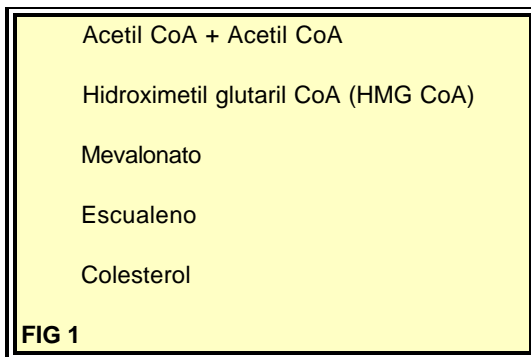 Acetil CoA + Acetil CoA
Hidroximetil glutaril CoA (HMG CoA)
Mevalonato
Escualeno
Colesterol
FIG 1